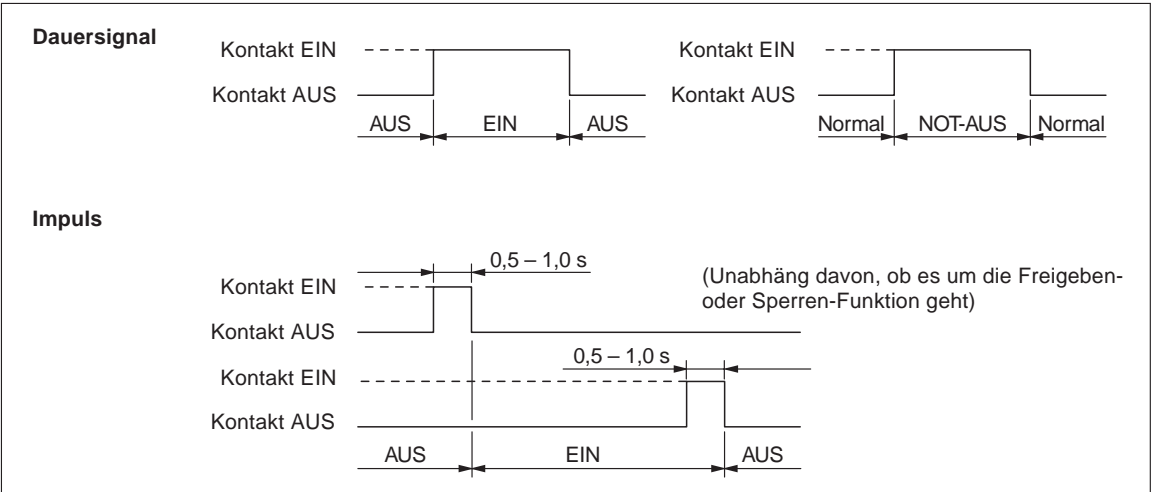 Dauersignal
Kontakt EIN
Kontakt AUS
AUS EIN AUS
Kontakt EIN
Kontakt AUS
Normal NOT-AUS Normal
Impuls
0,5 – 1,0 s
Kontakt EIN
Kontakt AUS
(Unabhäng davon, ob es um die Freigeben-
oder Sperren-Funktion geht)
0,5 – 1,0 s
Kontakt EIN
Kontakt AUS
AUS EIN AUS